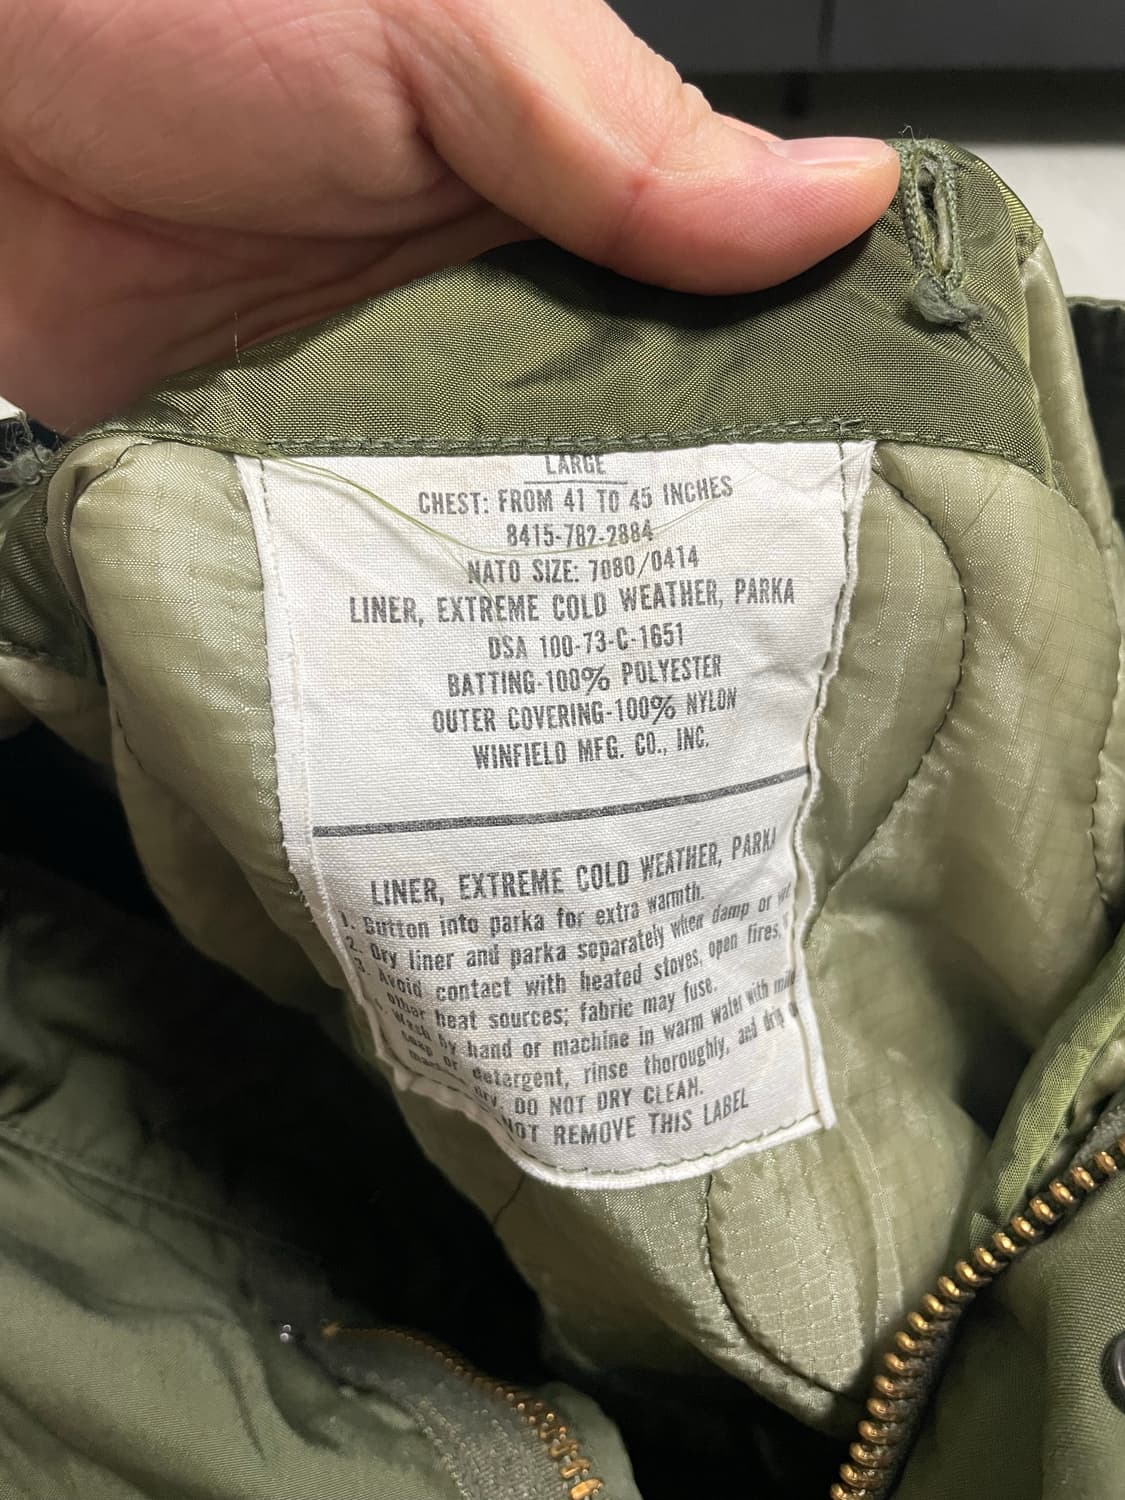 LARGE
CHEST: FROM 41 TO 45 INCHES
8415-782-2884
NATO SIZE: 7080/0414
LINER, EXTREME COLD WEATHER, PARKA
DSA 100-73-C-1651
BATTING-100% POLYESTER
OUTER COVERING-100% NYLON
WINFIELD MFG. CO., INC.
LINER, EXTREME COLD WEATHER, PARKA
1. Button into parka for extra warmth.
2. Dry liner and parka separately when damp or
3. Avoid contact with heated stoves, open fires,
other heat sources; fabric may fuse.
Wash by hand or machine in warm water with
soap or detergent, rinse thoroughly, and drip
dry. DO NOT DRY CLEAN.
NOT REMOVE THIS LABEL